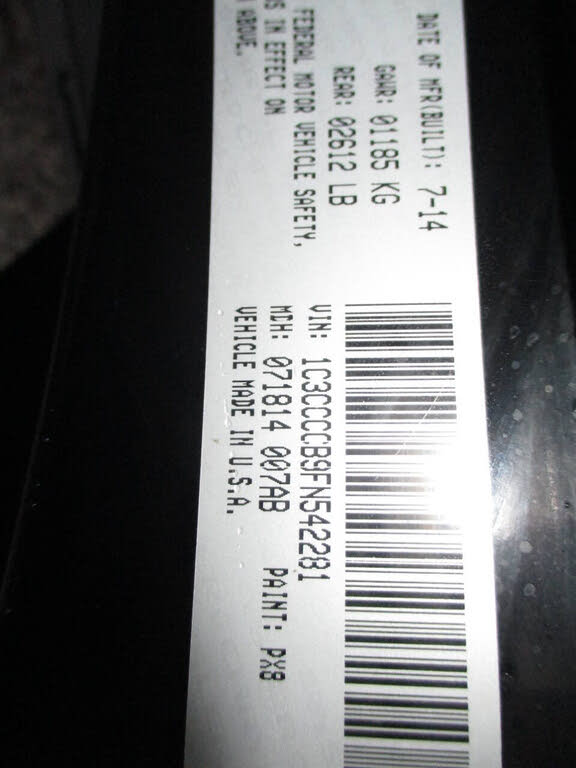 DATE OF MFR(BUILT): 7-14
GAWR: 01185 KG
REAR: 02612 LB
FEDERAL MOTOR VEHICLE SAFETY,
S IN EFFECT ON
ABOVE.
VIN: 1C3CCCCB9FN542281
MDH: 071814 007AB PAINT: PX8
VEHICLE MADE IN U.S.A.